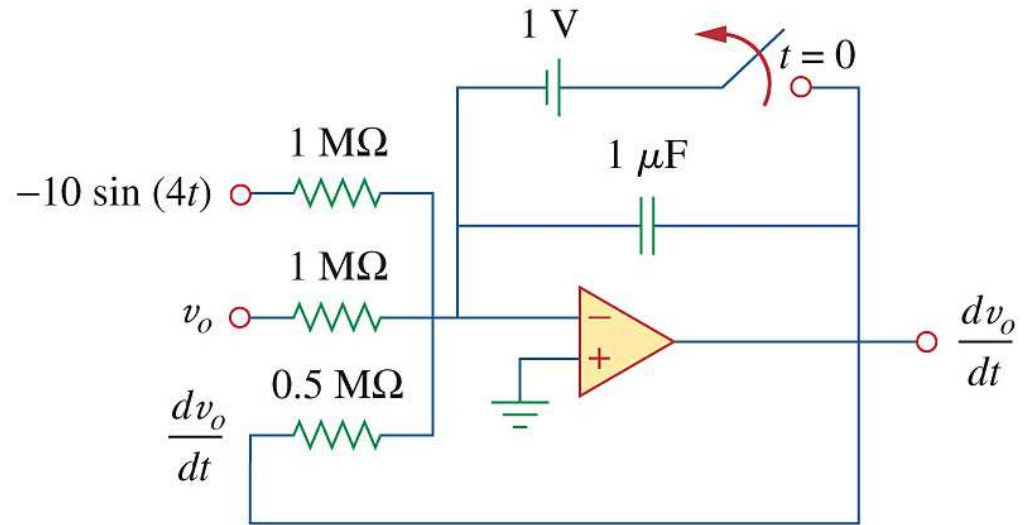 1 V
t = 0
1 MΩ
1 μF
−10 sin (4t)
1 MΩ
v_o
−
+
0.5 MΩ
dv_o
dt
dv_o
dt